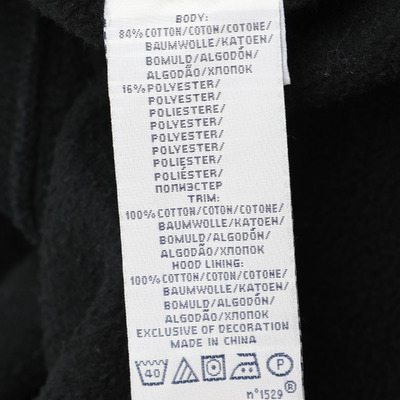 BODY:
84% COTTON/COTON/COTONE/
BAUMWOLLE/KATOEN/
BOMULD/ALGODÓN/
ALGODÃO/ХЛОПОК
16% POLYESTER/
POLYESTER/
POLIESTERE/
POLYESTER/
POLYESTER/
POLIESTER/
POLIÉSTER/
ПОЛИЭСТЕР
TRIM:
100% COTTON/COTON/COTONE/
BAUMWOLLE/KATOEN/
BOMULD/ALGODÓN/
ALGODÃO/ХЛОПОК
HOOD LINING:
100% COTTON/COTON/COTONE/
BAUMWOLLE/KATOEN/
BOMULD/ALGODÓN/
ALGODÃO/ХЛОПОК
EXCLUSIVE OF DECORATION
MADE IN CHINA
40 P
n°1529®